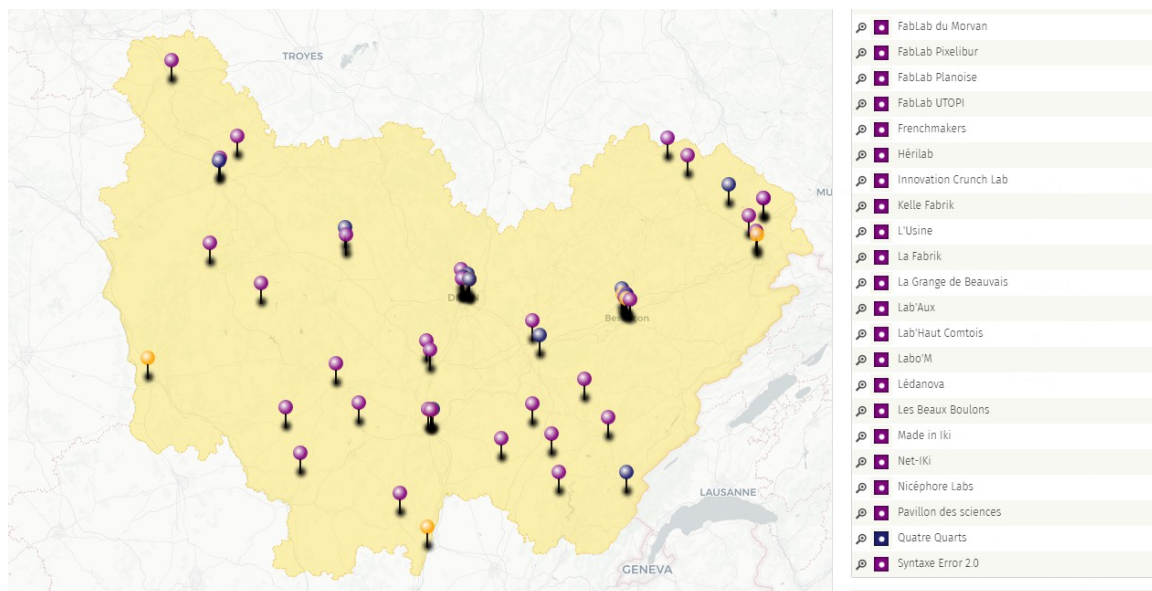 TROYES
MU
D
Besançon
LAUSANNE
GENEVA
FabLab du Morvan
FabLab Pixelibur
FabLab Planoise
FabLab UTOPI
Frenchmakers
Hérilab
Innovation Crunch Lab
Kelle Fabrik
L'Usine
La Fabrik
La Grange de Beauvais
Lab'Aux
Lab'Haut Comtois
Labo'M
Lédanova
Les Beaux Boulons
Made in Iki
Net-IKi
Nicéphore Labs
Pavillon des sciences
Quatre Quarts
Syntaxe Error 2.0